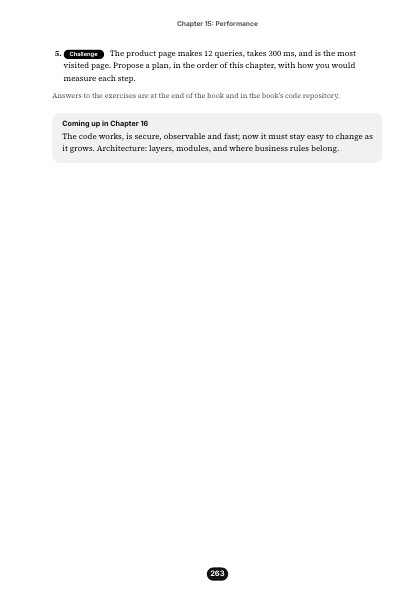 Chapter 15: Performance
5. Challenge The product page makes 12 queries, takes 300 ms, and is the most
visited page. Propose a plan, in the order of this chapter, with how you would
measure each step.
Answers to the exercises are at the end of the book and in the book's code repository.
Coming up in Chapter 16
The code works, is secure, observable and fast; now it must stay easy to change as
it grows. Architecture: layers, modules, and where business rules belong.
263